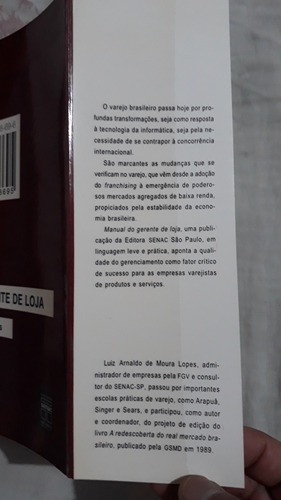 O varejo brasileiro passa hoje por pro-
fundas transformações, seja como resposta
à tecnologia da informática, seja pela ne-
cessidade de se contrapor à concorrência
internacional.
São marcantes as mudanças que se
verificam no varejo, que vêm desde a adoção
do franchising à emergência de podero-
sos mercados agregados de baixa renda,
propiciados pela estabilidade da econo-
mia brasileira.
Manual do gerente de loja, uma pu-
blicação da Editora SENAC São Paulo, em
linguagem leve e prática, aponta a quali-
dade do gerenciamento como fator crítico
de sucesso para as empresas varejistas
de produtos e serviços.
NTE DE LOJA
Luiz Arnaldo de Moura Lopes, admi-
nistrador de empresas pela FGV e consul-
tor do SENAC-SP, passou por importantes
escolas práticas de varejo, como Arapuã,
Singer e Sears, e participou, como autor
e coordenador, do projeto de edição do
livro A redescoberta do real mercado bra-
sileiro, publicado pela GSMD em 1989.